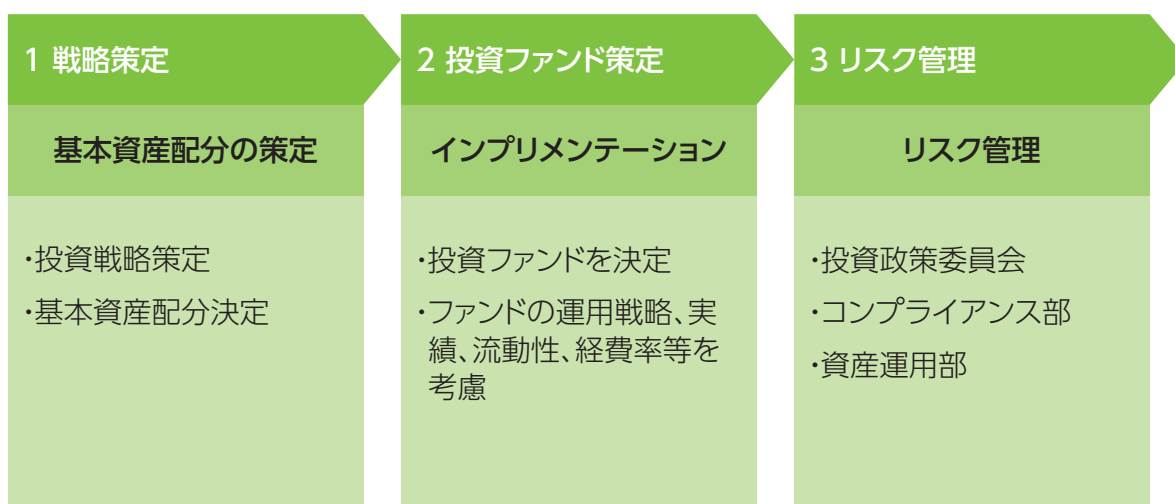 1 戦略策定
基本資産配分の策定
・投資戦略策定
・基本資産配分決定
2 投資ファンド策定
インプリメンテーション
・投資ファンドを決定
・ファンドの運用戦略、実
績、流動性、経費率等を
考慮
3 リスク管理
リスク管理
・投資政策委員会
・コンプライアンス部
・資産運用部